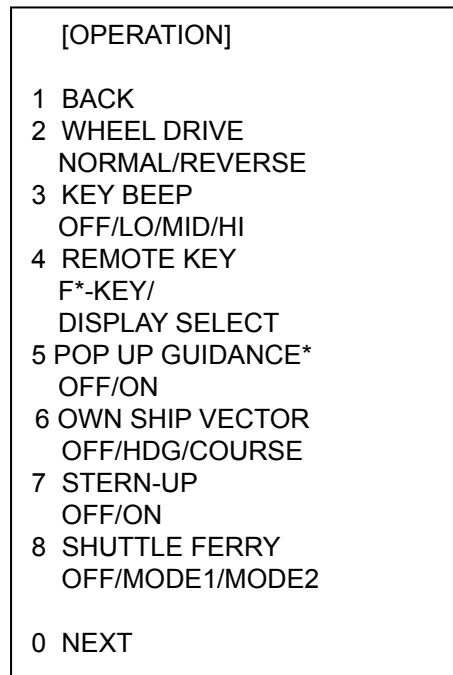 [OPERATION]
1 BACK
2 WHEEL DRIVE
NORMAL/REVERSE
3 KEY BEEP
OFF/LO/MID/HI
4 REMOTE KEY
F*-KEY/
DISPLAY SELECT
5 POP UP GUIDANCE*
OFF/ON
6 OWN SHIP VECTOR
OFF/HDG/COURSE
7 STERN-UP
OFF/ON
8 SHUTTLE FERRY
OFF/MODE1/MODE2
0 NEXT